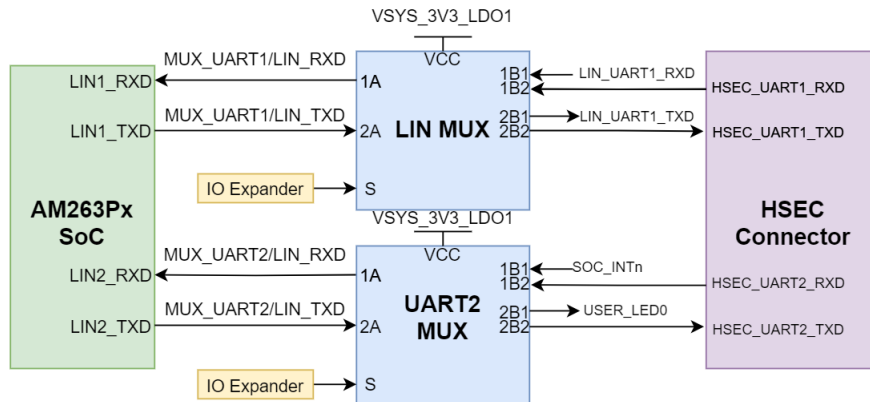 VSYS_3V3_LDO1
MUX_UART1/LIN_RXD
VCC
LIN1_RXD
1A
1B1
LIN_UART1_RXD
1B2
HSEC_UART1_RXD
MUX_UART1/LIN_TXD
2B1
LIN_UART1_TXD
LIN1_TXD
2A
LIN MUX
2B2
HSEC_UART1_TXD
IO Expander
S
AM263Px
SoC
HSEC
Connector
VSYS_3V3_LDO1
MUX_UART2/LIN_RXD
VCC
LIN2_RXD
1A
1B1
SOC_INTn
1B2
HSEC_UART2_RXD
MUX_UART2/LIN_TXD
UART2
MUX
2B1
USER_LED0
LIN2_TXD
2A
2B2
HSEC_UART2_TXD
IO Expander
S